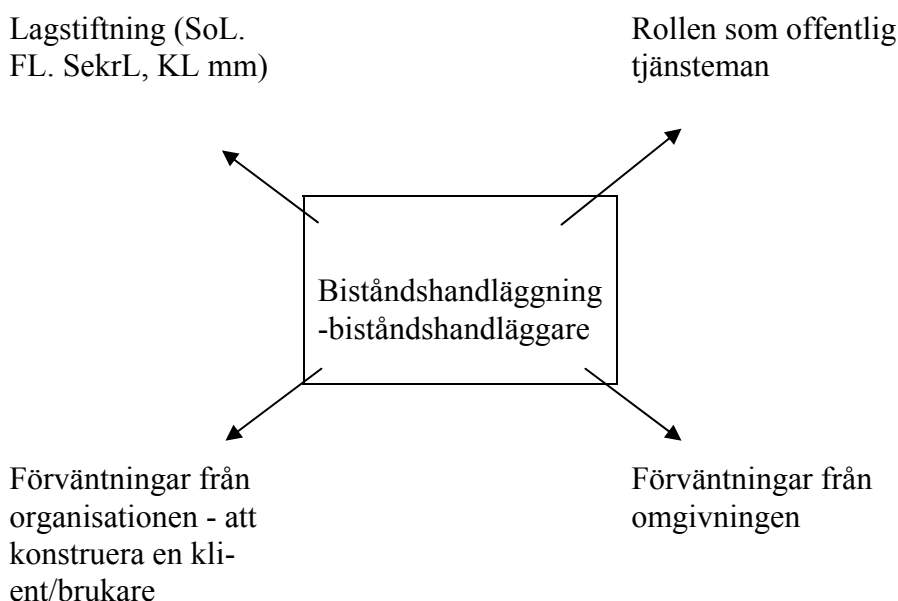 Lagstiftning (SoL.
FL. SekrL, KL mm)
Rollen som offentlig
tjänsteman
Biståndshandläggning
-biståndshandläggare
Förväntningar från
organisationen - att
konstruera en kli-
ent/brukare
Förväntningar från
omgivningen